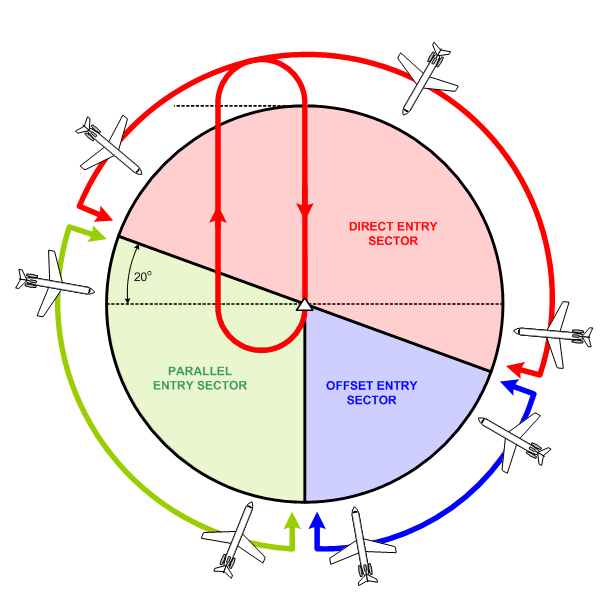 DIRECT ENTRY
SECTOR
20°
PARALLEL
ENTRY SECTOR
OFFSET ENTRY
SECTOR